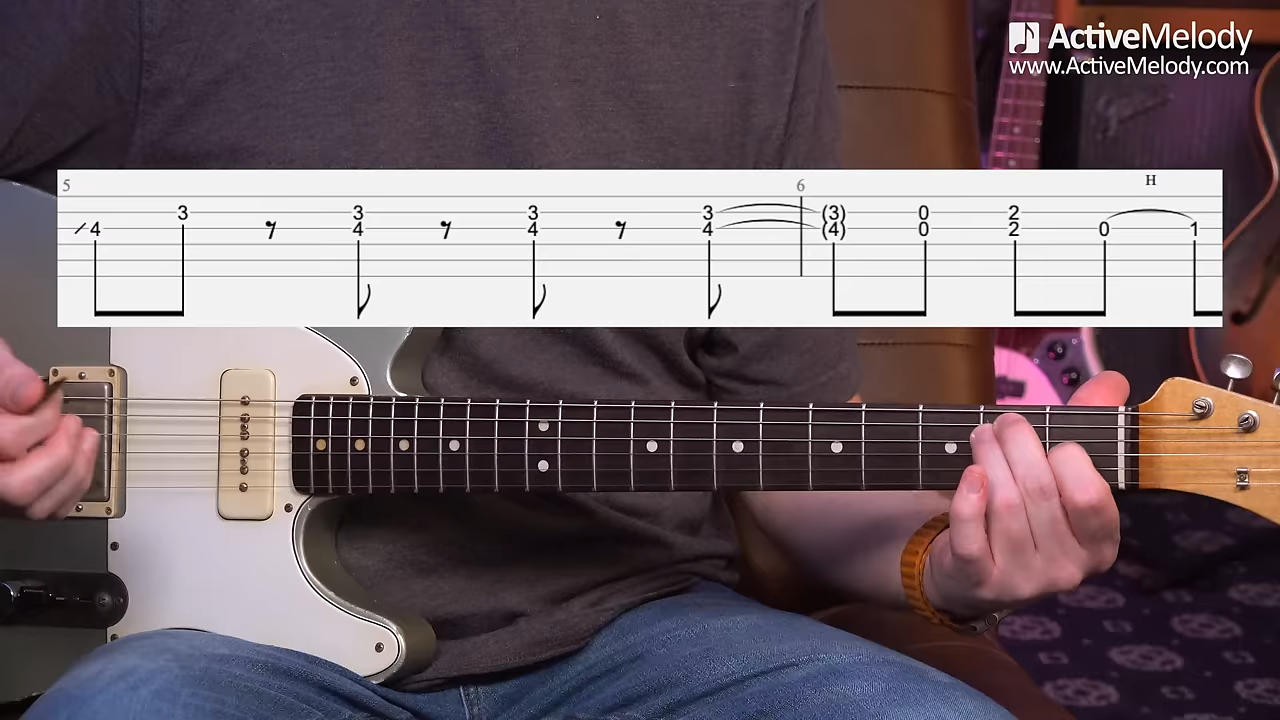 ActiveMelody
www.ActiveMelody.com
5 6 H
3 3 3 3 (3) 0 2
4 4 4 4 (4) 0 2 0 1